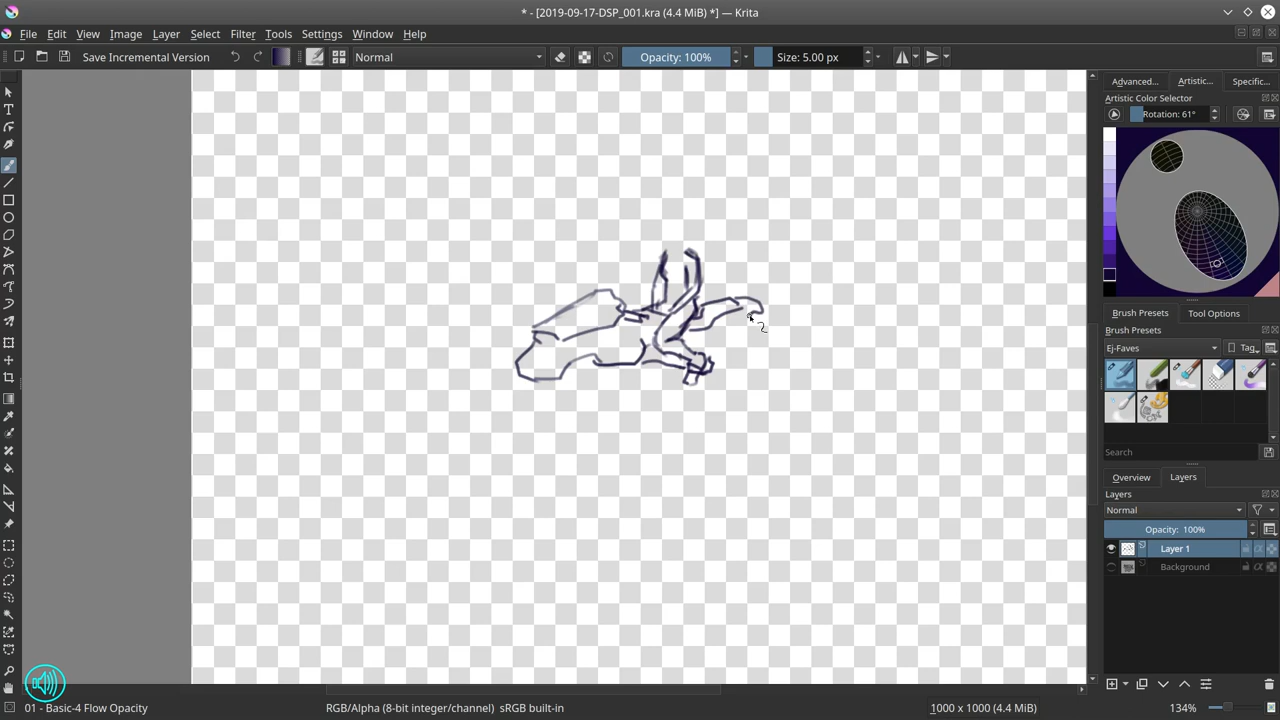 * - [2019-09-17-DSP_001.kra (4.4 MiB) *] — Krita
File Edit View Image Layer Select Filter Tools Settings Window Help
Save Incremental Version Normal Opacity: 100% Size: 5.00 px
Advanced... Artistic... Specific...
Artistic Color Selector
Rotation: 61°
Brush Presets Tool Options
Brush Presets
Ej-Faves Tag
Search
Overview Layers
Layers
Normal
Opacity: 100%
Layer 1
Background
01 - Basic-4 Flow Opacity RGB/Alpha (8-bit integer/channel) sRGB built-in 1000 x 1000 (4.4 MiB) 134%